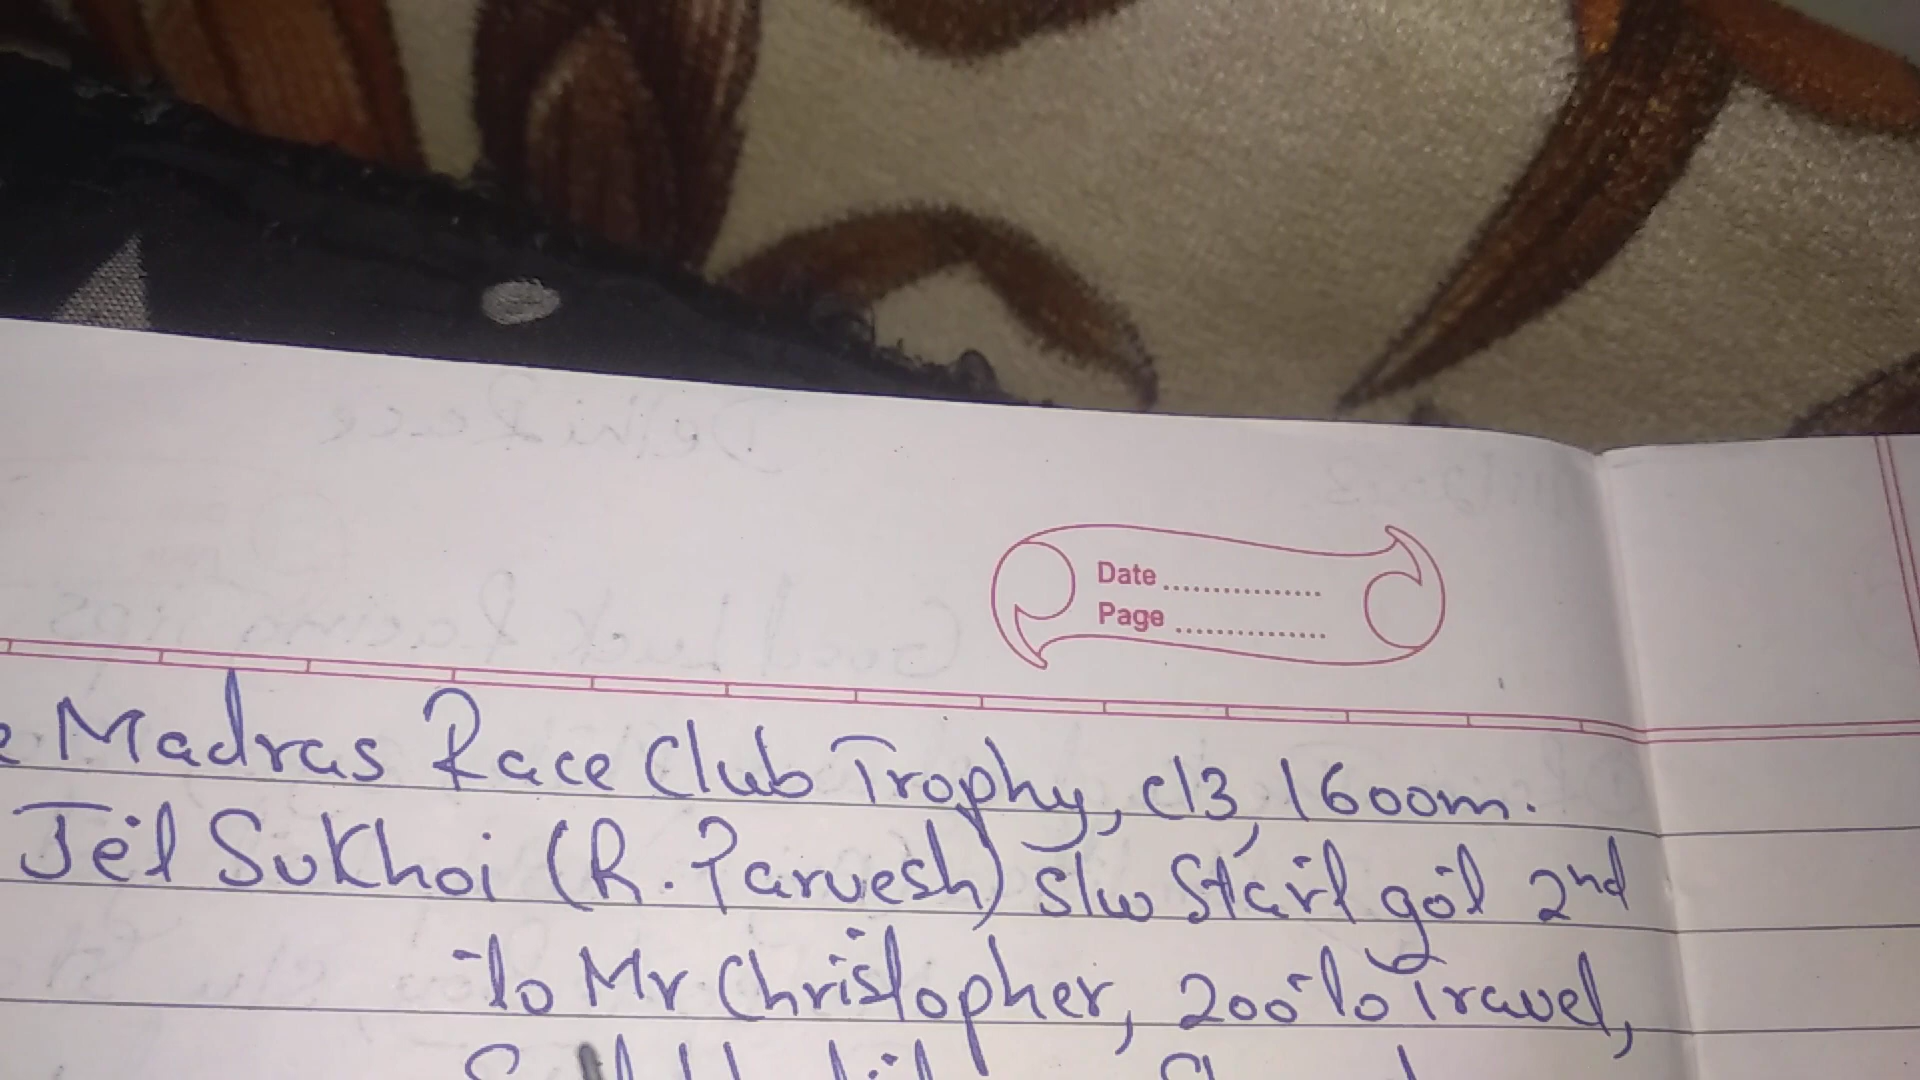 Date ...............
Page ...............
Madras Race Club Trophy, cl3, 1600m.
Jet Sukhoi (R. Parvesh) slw start got 2nd
to Mr Christopher, 200 to Travel,